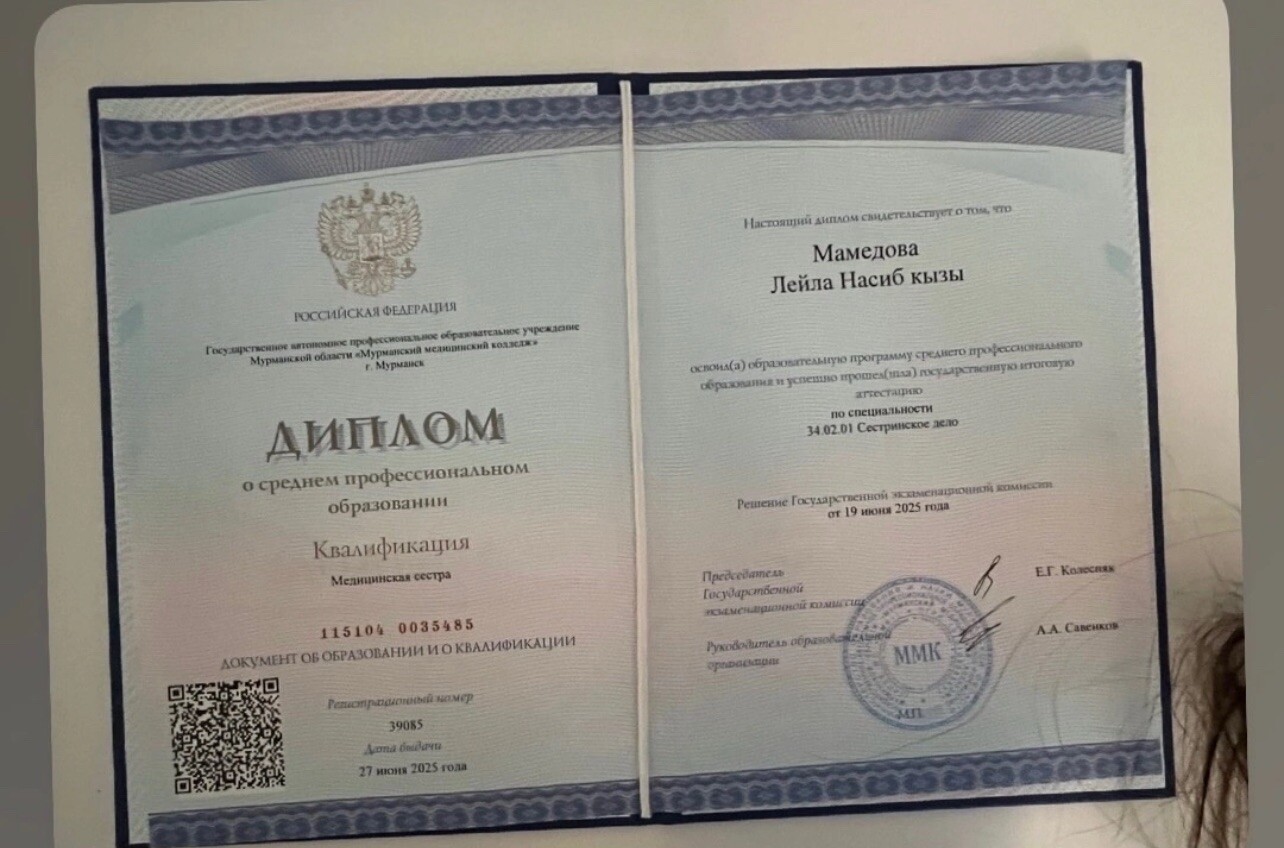 РОССИЙСКАЯ ФЕДЕРАЦИЯ
Государственное автономное профессиональное образовательное учреждение
Мурманской области «Мурманский медицинский колледж»
г. Мурманск
ДИПЛОМ
о среднем профессиональном
образовании
Квалификация
Медицинская сестра
115104 0035485
ДОКУМЕНТ ОБ ОБРАЗОВАНИИ И О КВАЛИФИКАЦИИ
Регистрационный номер
39085
Дата выдачи
27 июня 2025 года
Настоящий диплом свидетельствует о том, что
Мамедова
Лейла Насиб кызы
освоил(а) образовательную программу среднего профессионального
образования и успешно прошел(шла) государственную итоговую
аттестацию
по специальности
34.02.01 Сестринское дело
Решение Государственной экзаменационной комиссии
от 19 июня 2025 года
Председатель
Государственной
экзаменационной комиссии
Е.Г. Колесник
Руководитель образовательной
организации
А.А. Савенков
ММК
М.П.